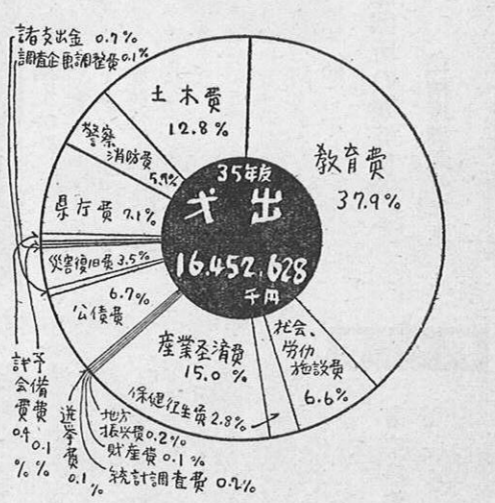 諸支出金 0.7%
調査企画調整費 0.1%
土木費
12.8%
警察
消防費
5.9%
県庁費 7.1%
災害復旧費 3.5%
6.7%
公債費
35年度
才出
16.452.628
千円
教育費
37.9%
社会、
労働
施設費
6.6%
産業経済費
15.0 %
保健衛生費 2.8%
地方
振興費 0.2%
財産費 0.1%
統計調査費 0.2%
選挙費
0.1%
予備費
0.1%
議会費
0.4%